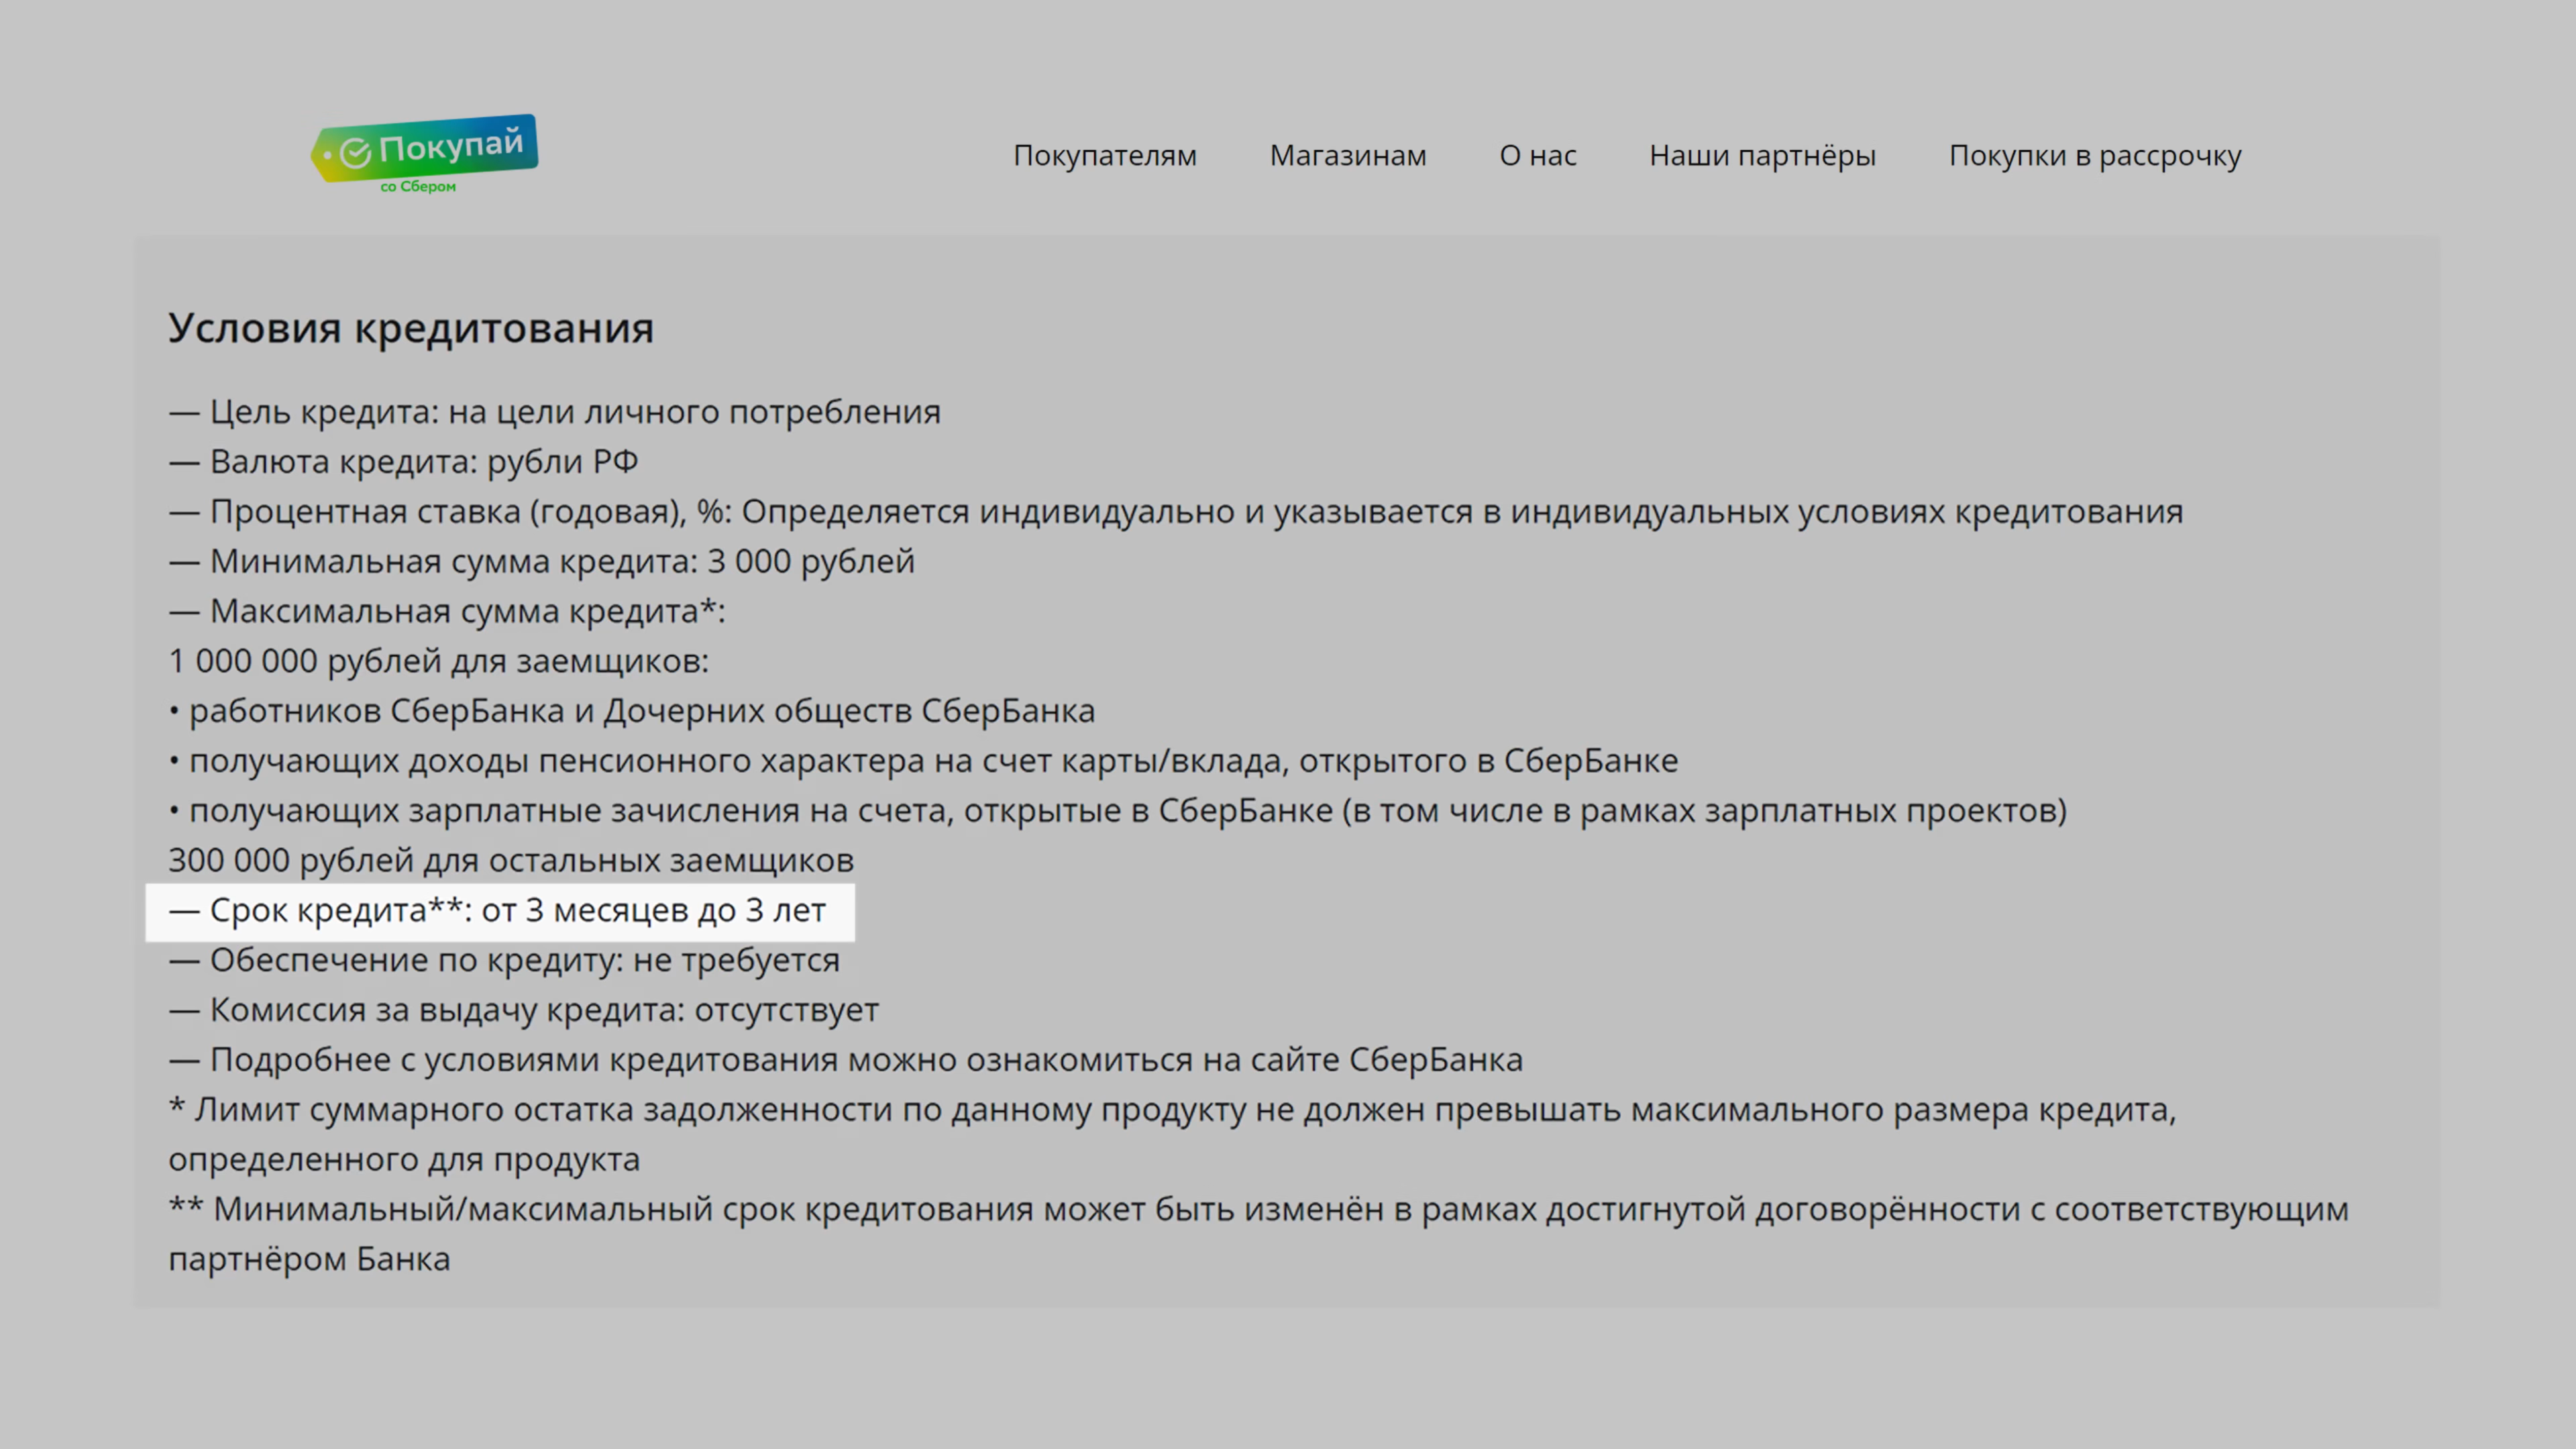 Покупай
со Сбером
Покупателям Магазинам О нас Наши партнёры Покупки в рассрочку
Условия кредитования
— Цель кредита: на цели личного потребления
— Валюта кредита: рубли РФ
— Процентная ставка (годовая), %: Определяется индивидуально и указывается в индивидуальных условиях кредитования
— Минимальная сумма кредита: 3 000 рублей
— Максимальная сумма кредита*:
1 000 000 рублей для заемщиков:
• работников СберБанка и Дочерних обществ СберБанка
• получающих доходы пенсионного характера на счет карты/вклада, открытого в СберБанке
• получающих зарплатные зачисления на счета, открытые в СберБанке (в том числе в рамках зарплатных проектов)
300 000 рублей для остальных заемщиков
— Срок кредита**: от 3 месяцев до 3 лет
— Обеспечение по кредиту: не требуется
— Комиссия за выдачу кредита: отсутствует
— Подробнее с условиями кредитования можно ознакомиться на сайте СберБанка
* Лимит суммарного остатка задолженности по данному продукту не должен превышать максимального размера кредита,
определенного для продукта
** Минимальный/максимальный срок кредитования может быть изменён в рамках достигнутой договорённости с соответствующим
партнёром Банка